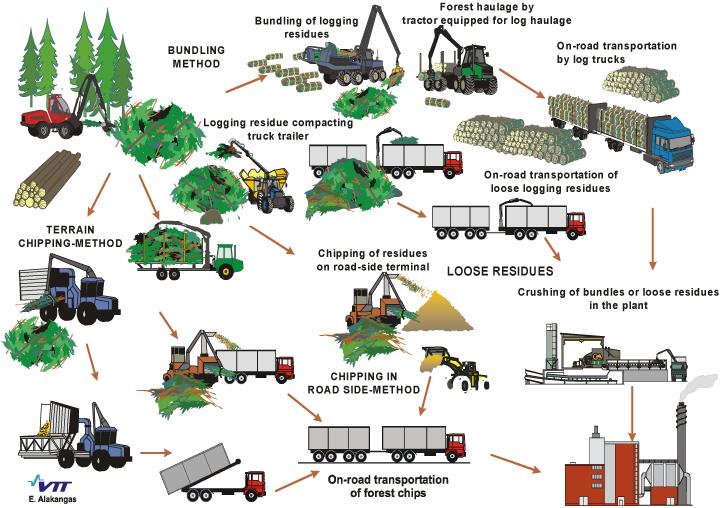 Bundling of logging
residues
Forest haulage by
tractor equipped for log haulage
BUNDLING
METHOD
On-road transportation
by log trucks
Logging residue compacting
truck trailer
On-road transportation of
loose logging residues
TERRAIN
CHIPPING-METHOD
Chipping of residues
on road-side terminal
LOOSE RESIDUES
Crushing of bundles or loose residues
in the plant
CHIPPING IN
ROAD SIDE-METHOD
On-road transportation
of forest chips
VTT
E. Alakangas